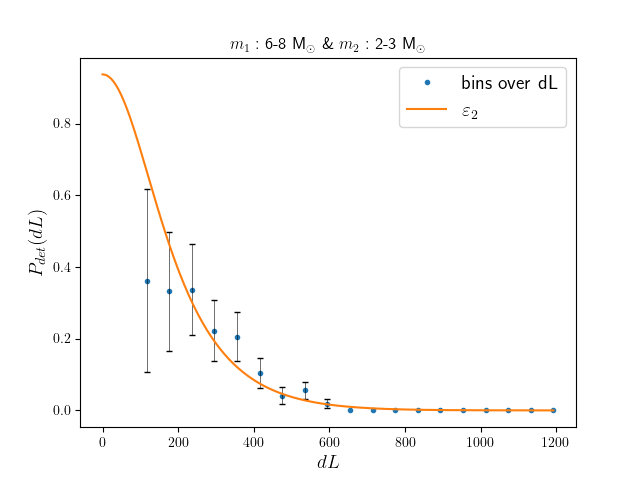 m₁ : 6-8 M⊙ & m₂ : 2-3 M⊙
bins over dL
ε₂
P_det(dL)
0.8
0.6
0.4
0.2
0.0
0 200 400 600 800 1000 1200
dL